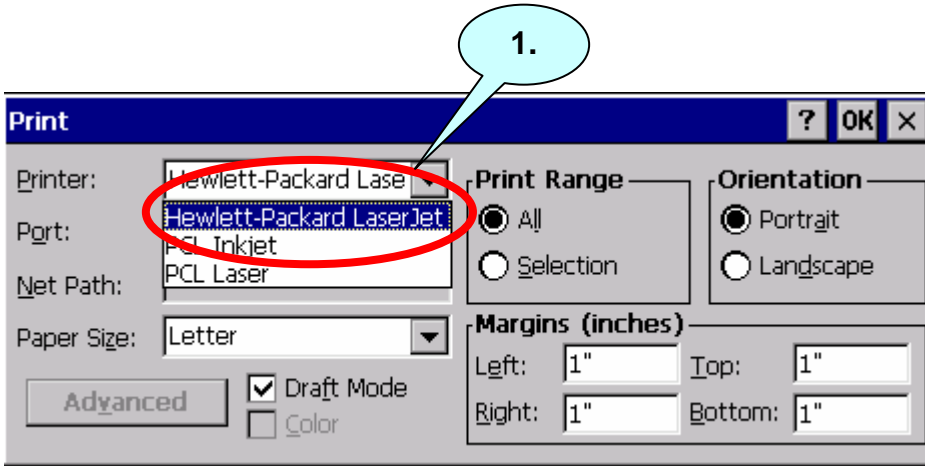 1.
Print ? OK ×
Printer: Hewlett-Packard Lase
Hewlett-Packard LaserJet
PCL Inkjet
PCL Laser
Port:
Net Path:
Paper Size: Letter
Advanced
Draft Mode
Color
Print Range
All
Selection
Orientation
Portrait
Landscape
Margins (inches)
Left: 1" Top: 1"
Right: 1" Bottom: 1"